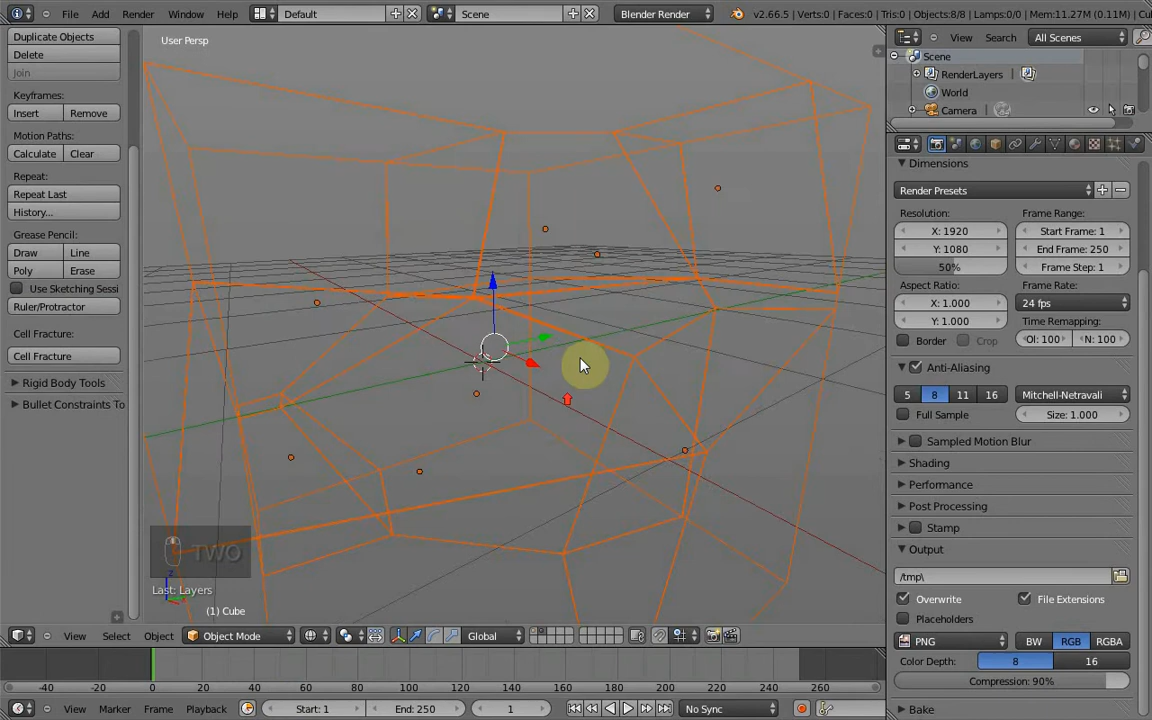 File Add Render Window Help Default Scene Blender Render v2.66.5 | Verts:0 | Faces:0 | Tris:0 | Objects:8/8 | Lamps:0/0 | Mem:11.27M (0.11M) | Cu
Duplicate Objects
Delete
Join
Keyframes:
Insert Remove
Motion Paths:
Calculate Clear
Repeat:
Repeat Last
History...
Grease Pencil:
Draw Line
Poly Erase
Use Sketching Sessi
Ruler/Protractor
Cell Fracture:
Cell Fracture
Rigid Body Tools
Bullet Constraints To
User Persp
TWO
Last: Layers
z
(1) Cube
View Search All Scenes
Scene
RenderLayers
World
Camera
Dimensions
Render Presets
Resolution: Frame Range:
X: 1920 Start Frame: 1
Y: 1080 End Frame: 250
50% Frame Step: 1
Aspect Ratio: Frame Rate:
X: 1.000 24 fps
Y: 1.000 Time Remapping:
Border Crop Ol: 100 N: 100
Anti-Aliasing
5 8 11 16 Mitchell-Netravali
Full Sample Size: 1.000
Sampled Motion Blur
Shading
Performance
Post Processing
Stamp
Output
/tmp\
Overwrite File Extensions
Placeholders
PNG BW RGB RGBA
Color Depth: 8 16
Compression: 90%
Bake
View Select Object Object Mode Global
-40 -20 0 20 40 60 80 100 120 140 160 180 200 220 240 260
View Marker Frame Playback Start: 1 End: 250 1 No Sync